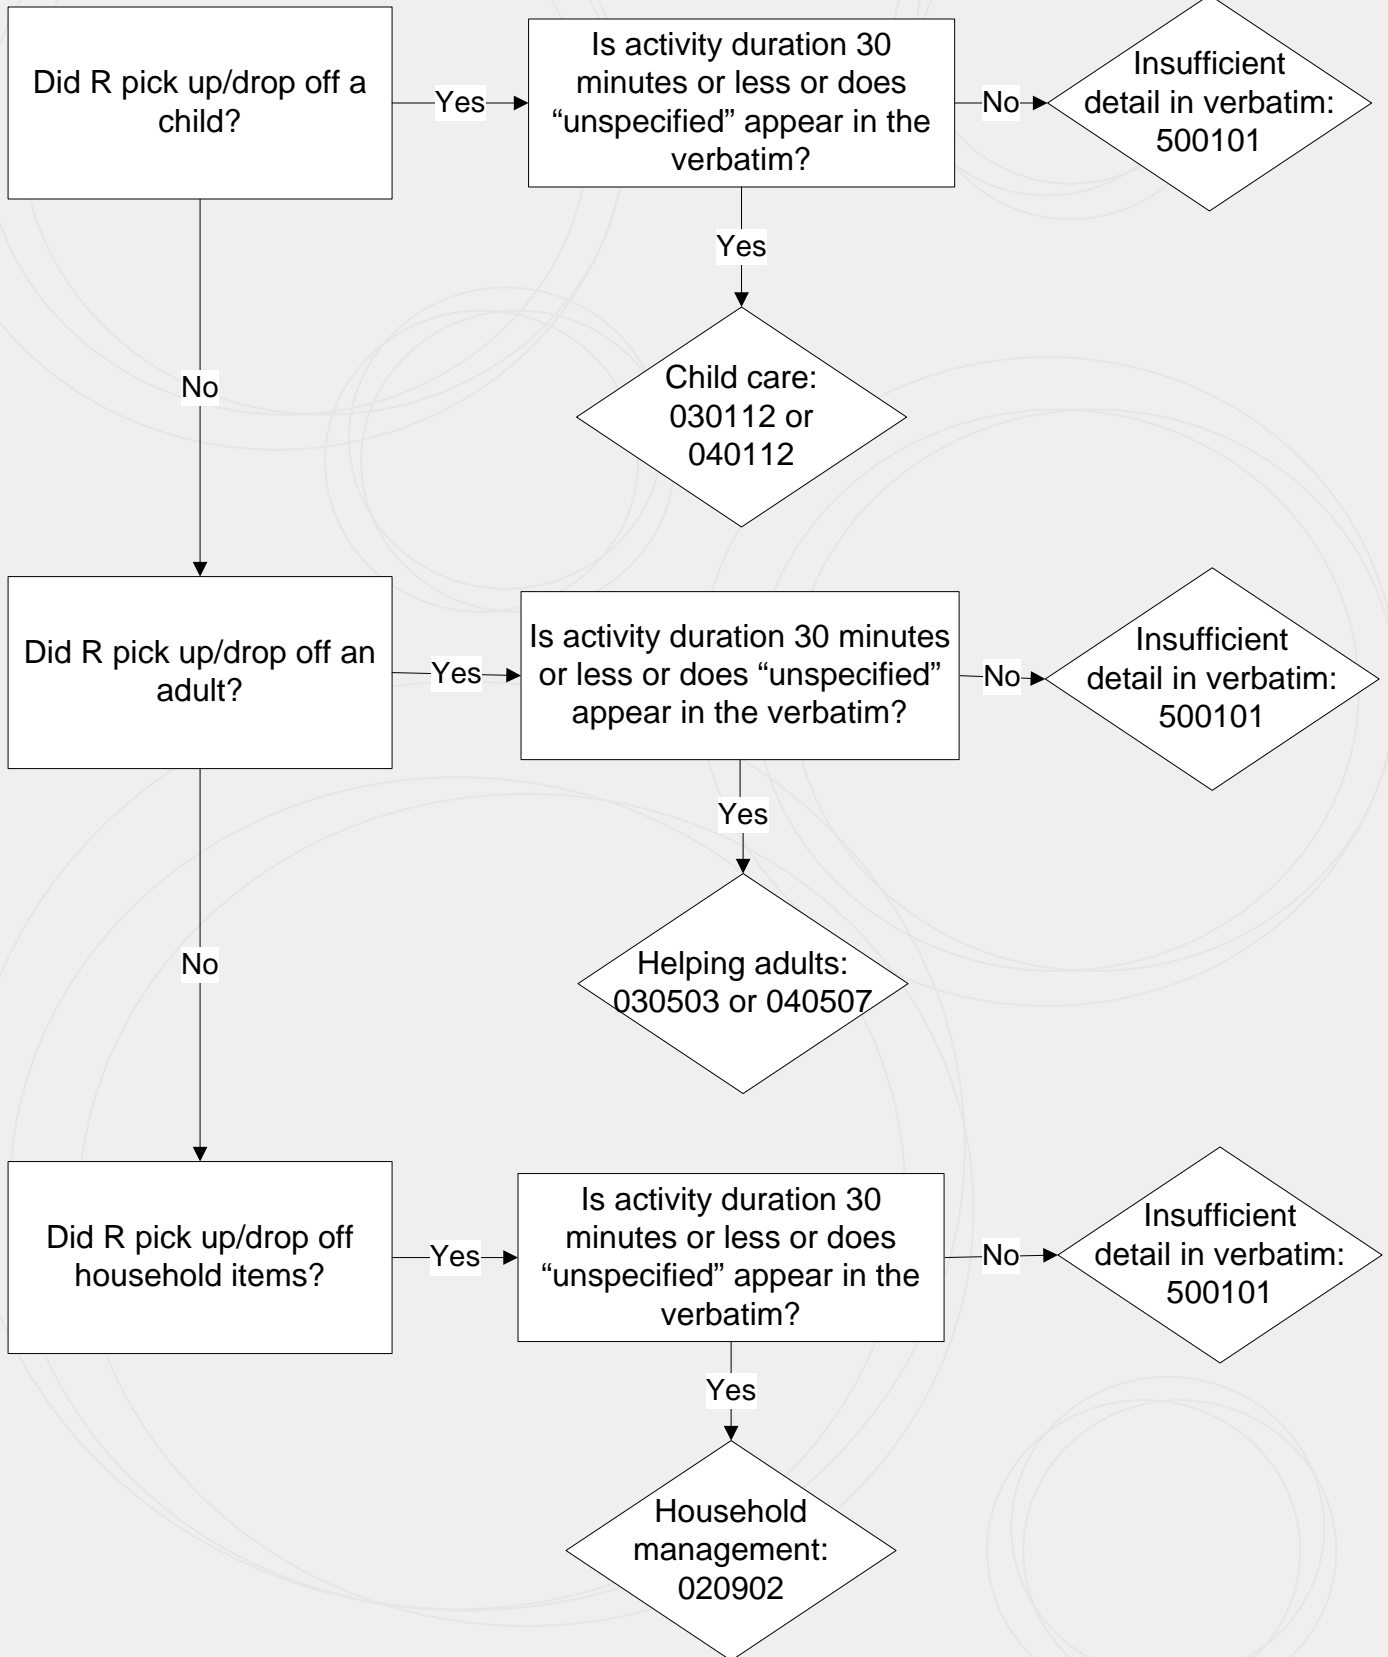 Did R pick up/drop off a
child?
Yes
Is activity duration 30
minutes or less or does
“unspecified” appear in the
verbatim?
No
Insufficient
detail in verbatim:
500101
Yes
Child care:
030112 or
040112
No
Did R pick up/drop off an
adult?
Yes
Is activity duration 30 minutes
or less or does “unspecified”
appear in the verbatim?
No
Insufficient
detail in verbatim:
500101
Yes
Helping adults:
030503 or 040507
No
Did R pick up/drop off
household items?
Yes
Is activity duration 30
minutes or less or does
“unspecified” appear in the
verbatim?
No
Insufficient
detail in verbatim:
500101
Yes
Household
management:
020902